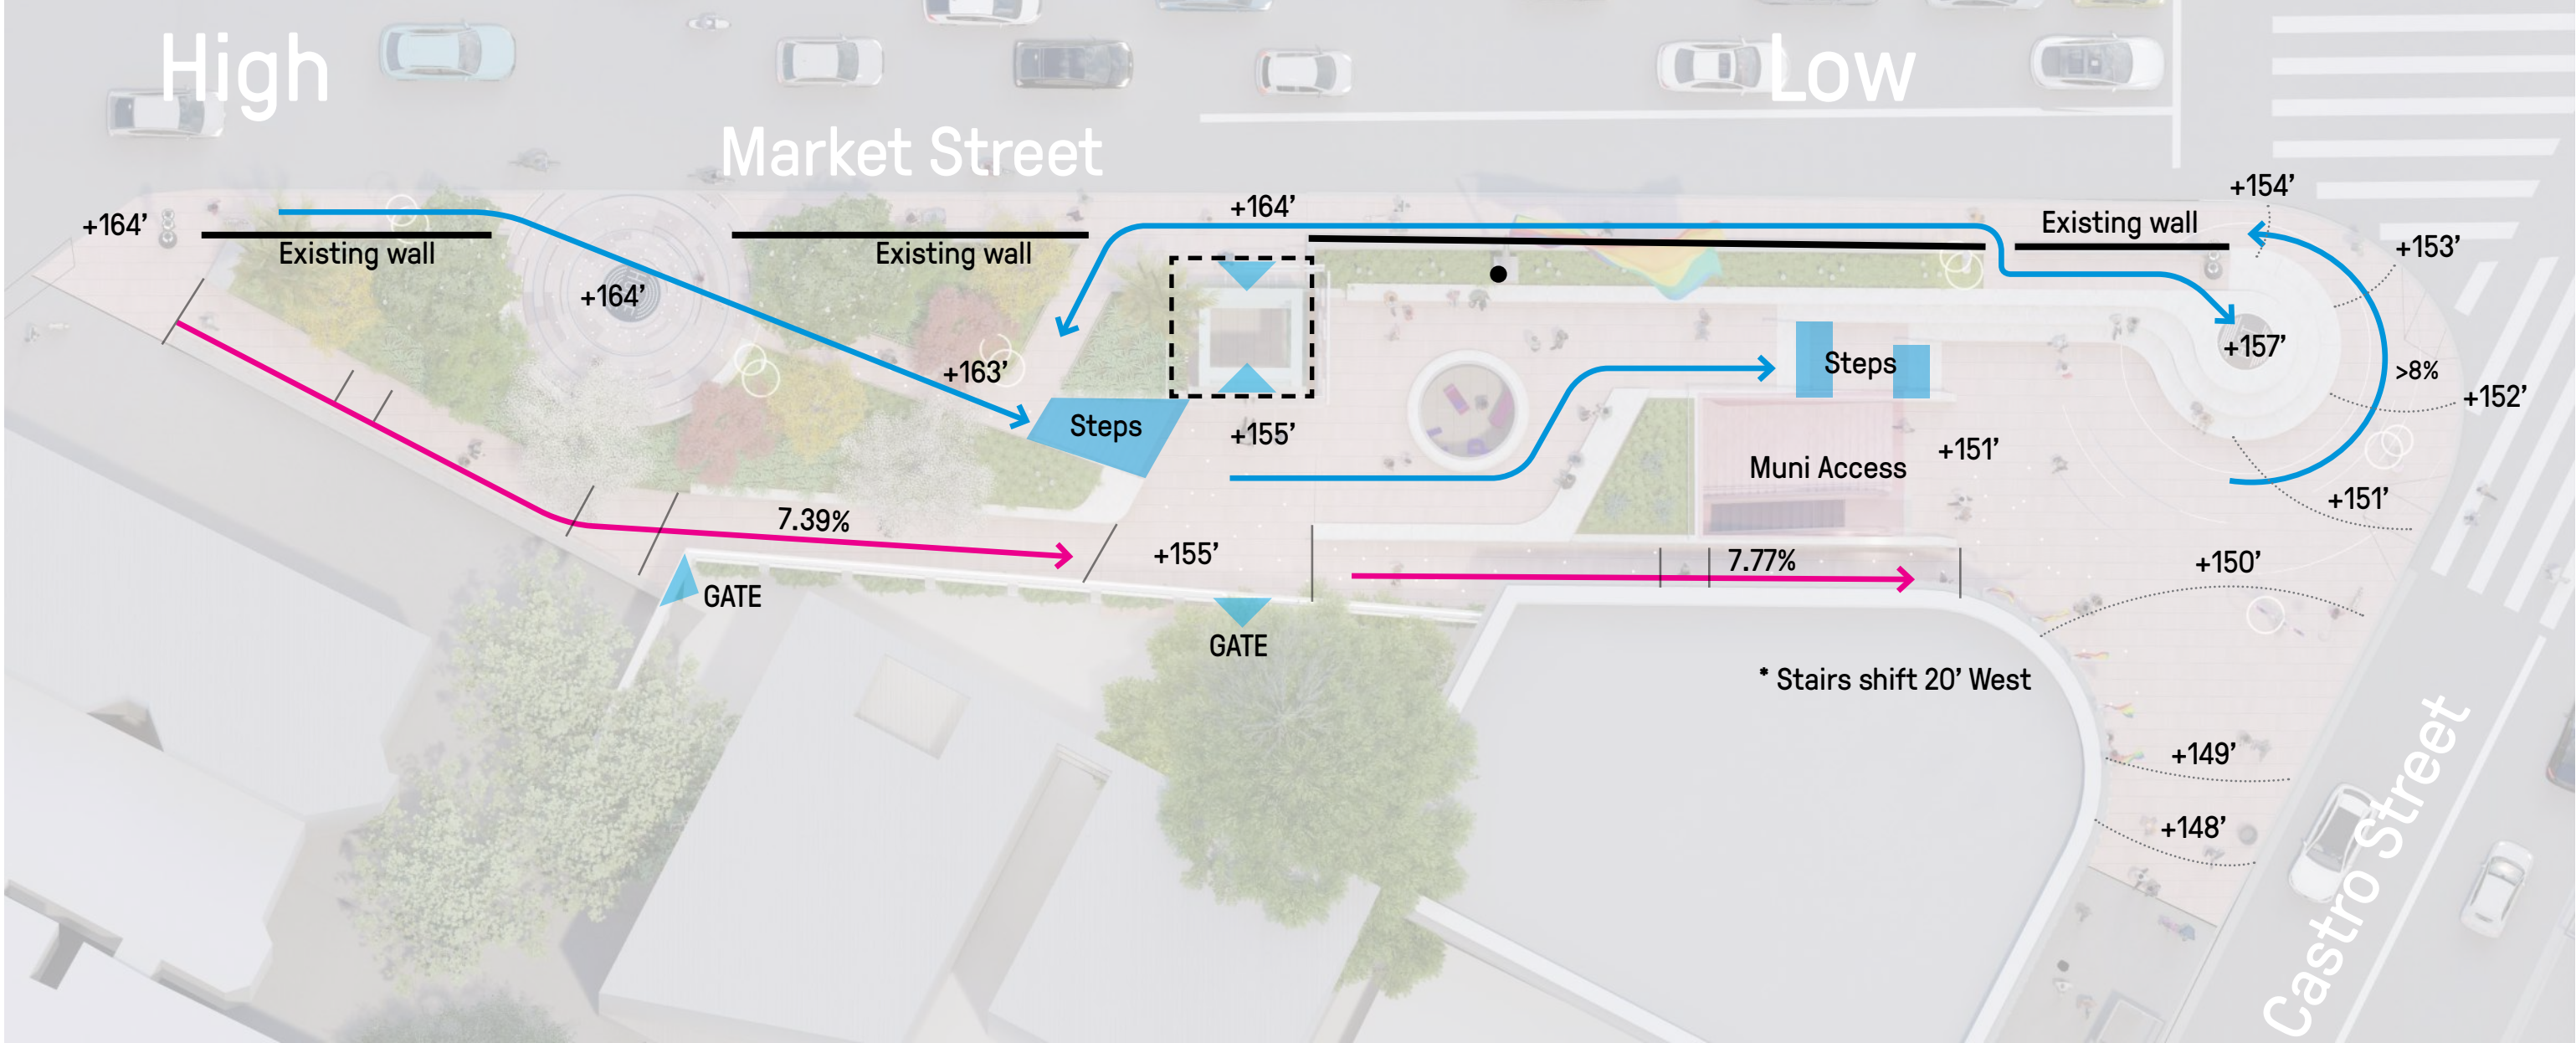 High
Low
Market Street
+164’
Existing wall
+164’
Existing wall
+164’
Existing wall
+154’
+153’
+163’
+157’
>8%
+152’
Steps
Steps
+155’
Muni Access
+151’
+151’
7.39%
+155’
7.77%
+150’
GATE
GATE
* Stairs shift 20’ West
+149’
+148’
Castro Street